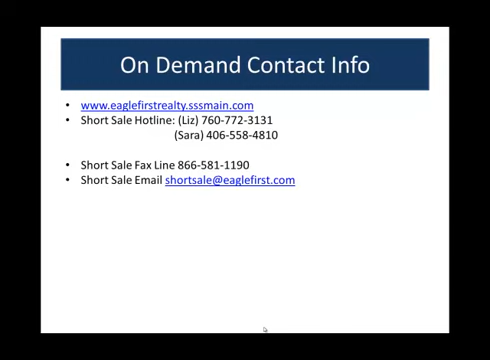 On Demand Contact Info
• www.eaglefirstrealty.sssmain.com
• Short Sale Hotline: (Liz) 760-772-3131
(Sara) 406-558-4810
• Short Sale Fax Line 866-581-1190
• Short Sale Email shortsale@eaglefirst.com